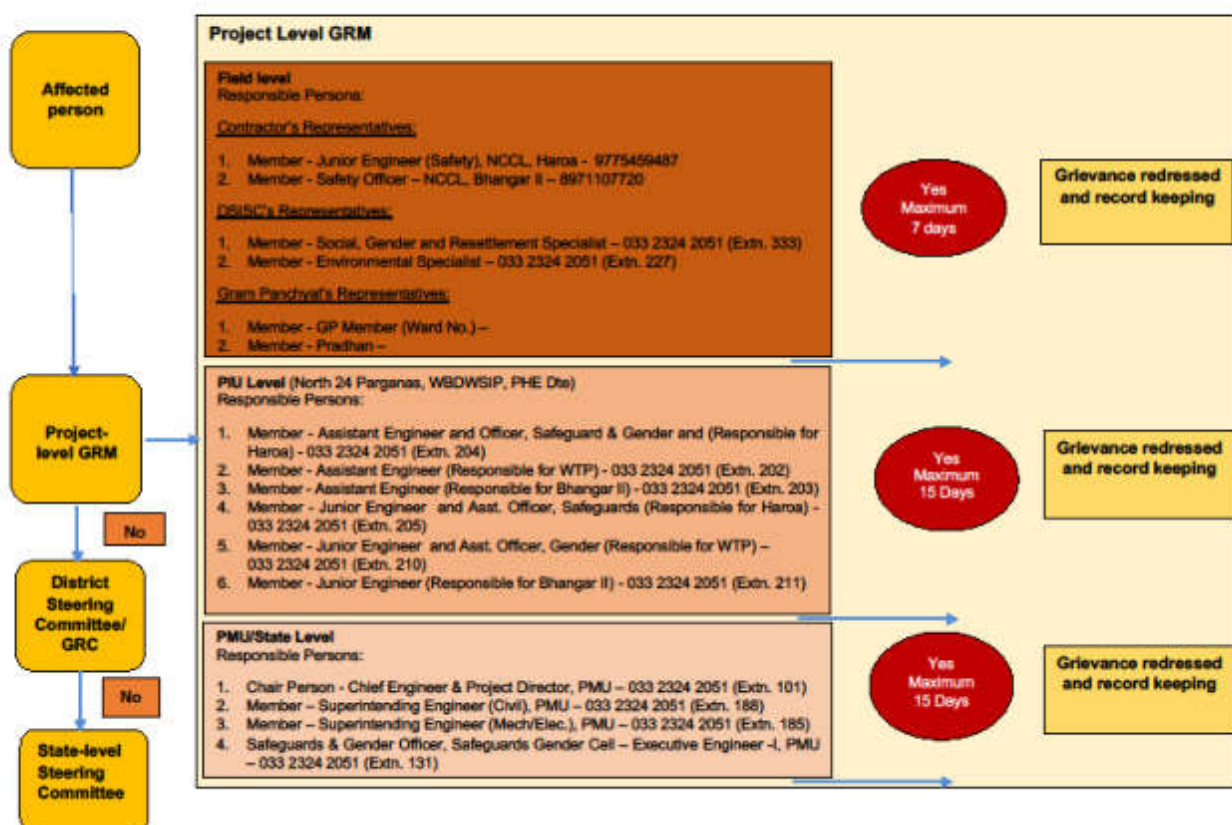 Affected
person
Project-
level GRM
No
District
Steering
Committee/
GRC
No
State-level
Steering
Committee
Project Level GRM
Field level
Responsible Persons:
Contractor's Representatives:
1. Member - Junior Engineer (Safety), NCCL, Haroa - 9775459487
2. Member - Safety Officer – NCCL, Bhangar II – 8971107720
DSISC's Representatives:
1. Member - Social, Gender and Resettlement Specialist – 033 2324 2051 (Extn. 333)
2. Member - Environmental Specialist – 033 2324 2051 (Extn. 227)
Gram Panchyat's Representatives:
1. Member - GP Member (Ward No.) –
2. Member - Pradhan –
Yes
Maximum
7 days
Grievance redressed
and record keeping
PIU Level (North 24 Parganas, WBDWSIP, PHE Dte)
Responsible Persons:
1. Member - Assistant Engineer and Officer, Safeguard & Gender and (Responsible for
Haroa) - 033 2324 2051 (Extn. 204)
2. Member - Assistant Engineer (Responsible for WTP) - 033 2324 2051 (Extn. 202)
3. Member - Assistant Engineer (Responsible for Bhangar II) - 033 2324 2051 (Extn. 203)
4. Member - Junior Engineer and Asst. Officer, Safeguards (Responsible for Haroa) -
033 2324 2051 (Extn. 205)
5. Member - Junior Engineer and Asst. Officer, Gender (Responsible for WTP) –
033 2324 2051 (Extn. 210)
6. Member - Junior Engineer (Responsible for Bhangar II) - 033 2324 2051 (Extn. 211)
Yes
Maximum
15 Days
Grievance redressed
and record keeping
PMU/State Level
Responsible Persons:
1. Chair Person - Chief Engineer & Project Director, PMU – 033 2324 2051 (Extn. 101)
2. Member – Superintending Engineer (Civil), PMU – 033 2324 2051 (Extn. 188)
3. Member – Superintending Engineer (Mech/Elec.), PMU – 033 2324 2051 (Extn. 185)
4. Safeguards & Gender Officer, Safeguards Gender Cell – Executive Engineer -I, PMU
– 033 2324 2051 (Extn. 131)
Yes
Maximum
15 Days
Grievance redressed
and record keeping